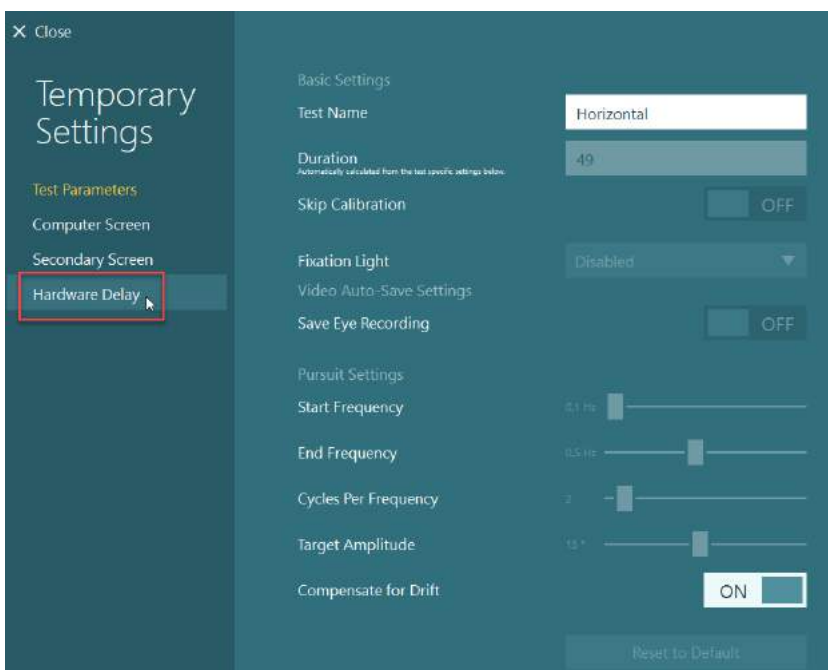 Close
Temporary
Settings
Test Parameters
Computer Screen
Secondary Screen
Hardware Delay
Basic Settings
Test Name
Horizontal
Duration
49
Automatically calculated from the test specific settings below.
Skip Calibration
OFF
Fixation Light
Disabled
Video Auto-Save Settings
Save Eye Recording
OFF
Pursuit Settings
Start Frequency
0,1 Hz
End Frequency
0,5 Hz
Cycles Per Frequency
2
Target Amplitude
15 °
Compensate for Drift
ON
Reset to Default